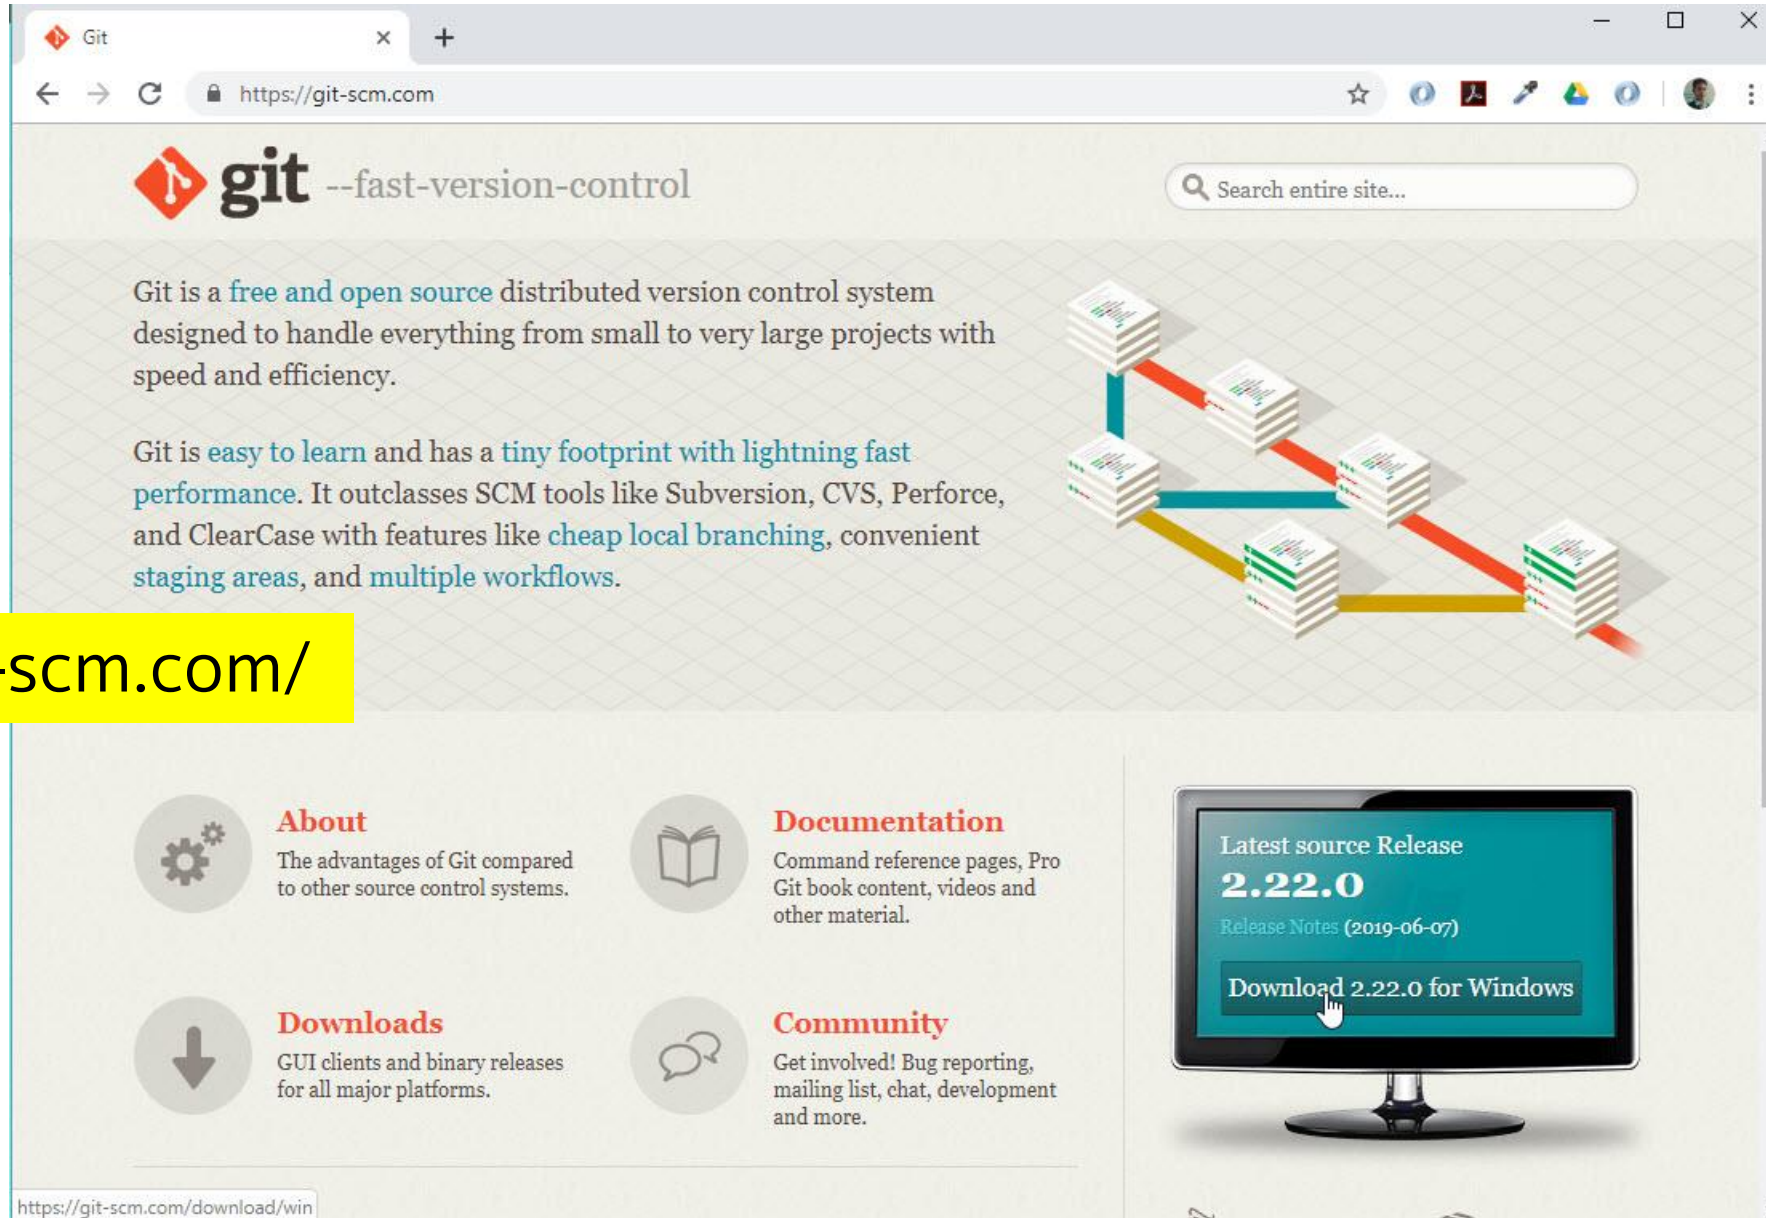 Git
https://git-scm.com
git --fast-version-control
Search entire site...
Git is a free and open source distributed version control system
designed to handle everything from small to very large projects with
speed and efficiency.
Git is easy to learn and has a tiny footprint with lightning fast
performance. It outclasses SCM tools like Subversion, CVS, Perforce,
and ClearCase with features like cheap local branching, convenient
staging areas, and multiple workflows.
-scm.com/
About
The advantages of Git compared
to other source control systems.
Documentation
Command reference pages, Pro
Git book content, videos and
other material.
Latest source Release
2.22.0
Release Notes (2019-06-07)
Download 2.22.0 for Windows
Downloads
GUI clients and binary releases
for all major platforms.
Community
Get involved! Bug reporting,
mailing list, chat, development
and more.
https://git-scm.com/download/win